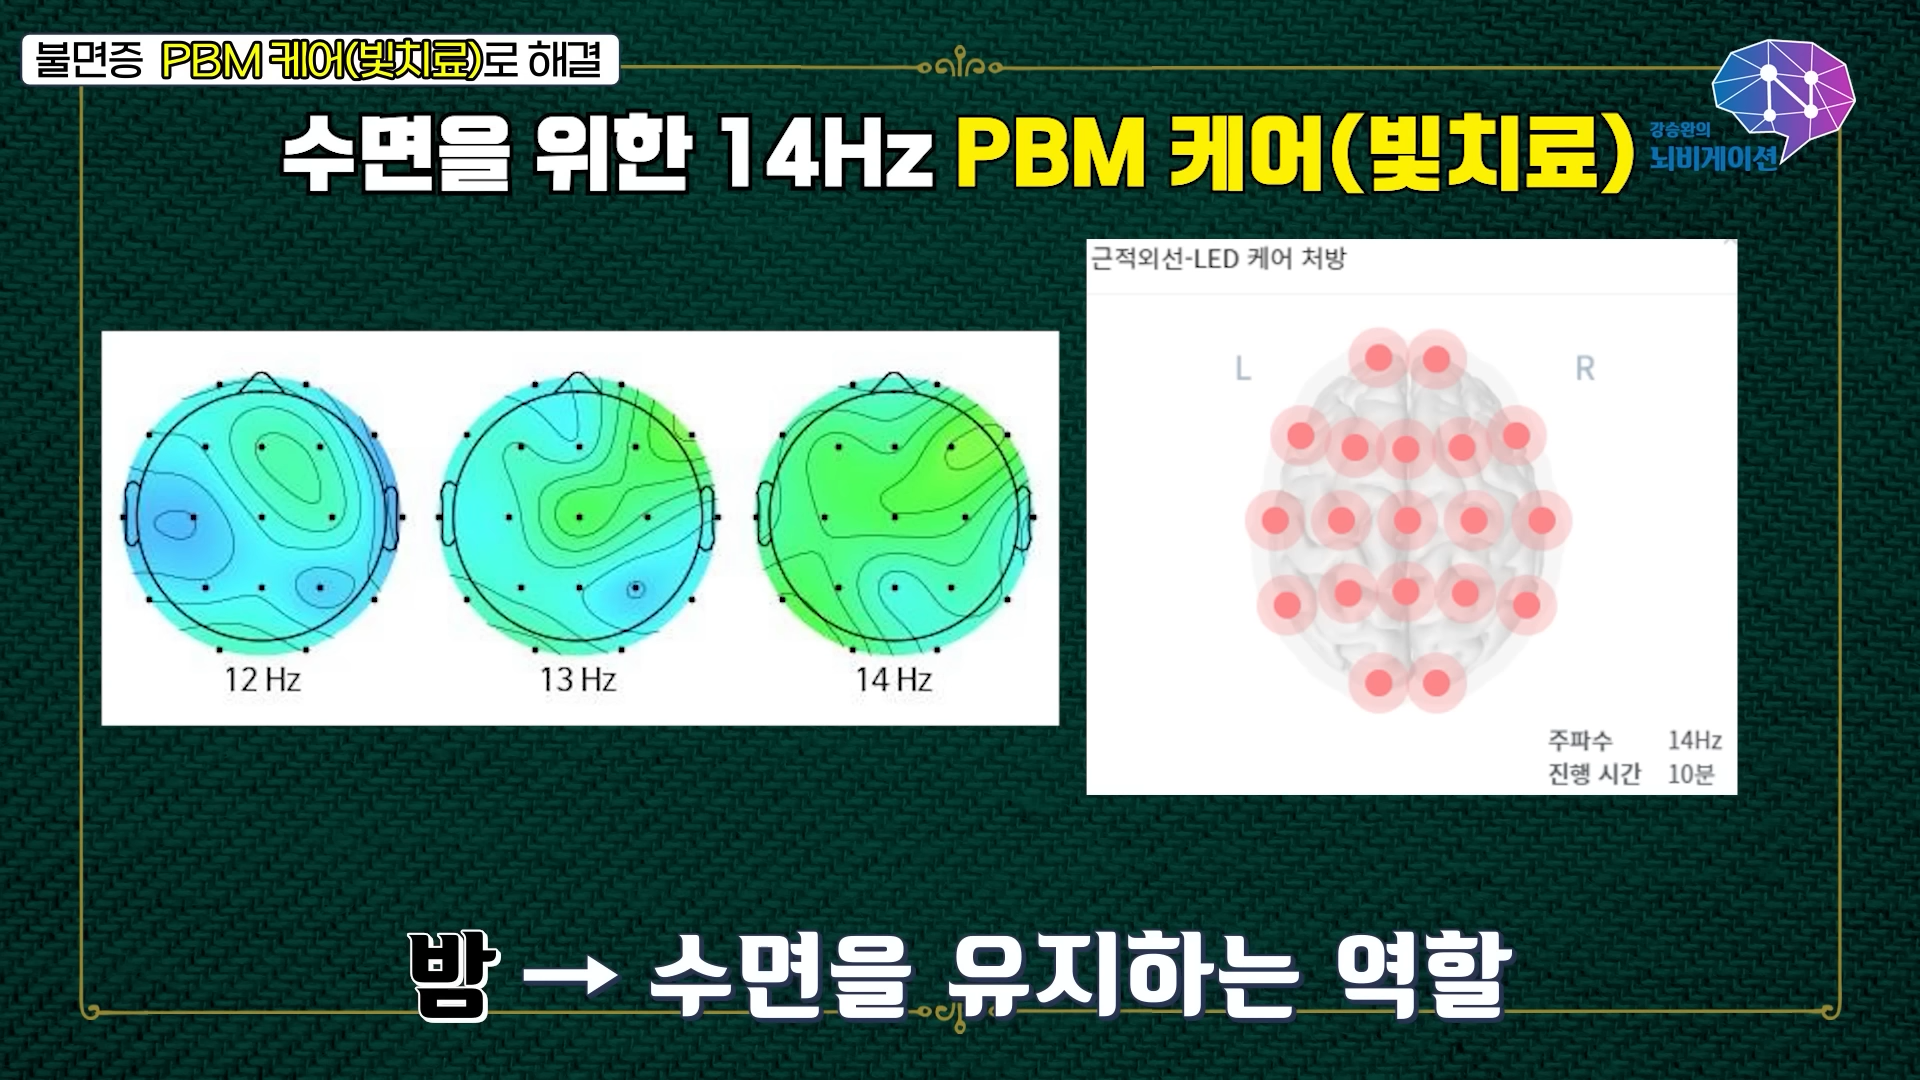 불면증 PBM 케어(빛치료)로 해결
강승완의
뇌비게이션
수면을 위한 14Hz PBM 케어(빛치료)
12 Hz
13 Hz
14 Hz
근적외선-LED 케어 처방
L
R
주파수 14Hz
진행 시간 10분
밤 → 수면을 유지하는 역할